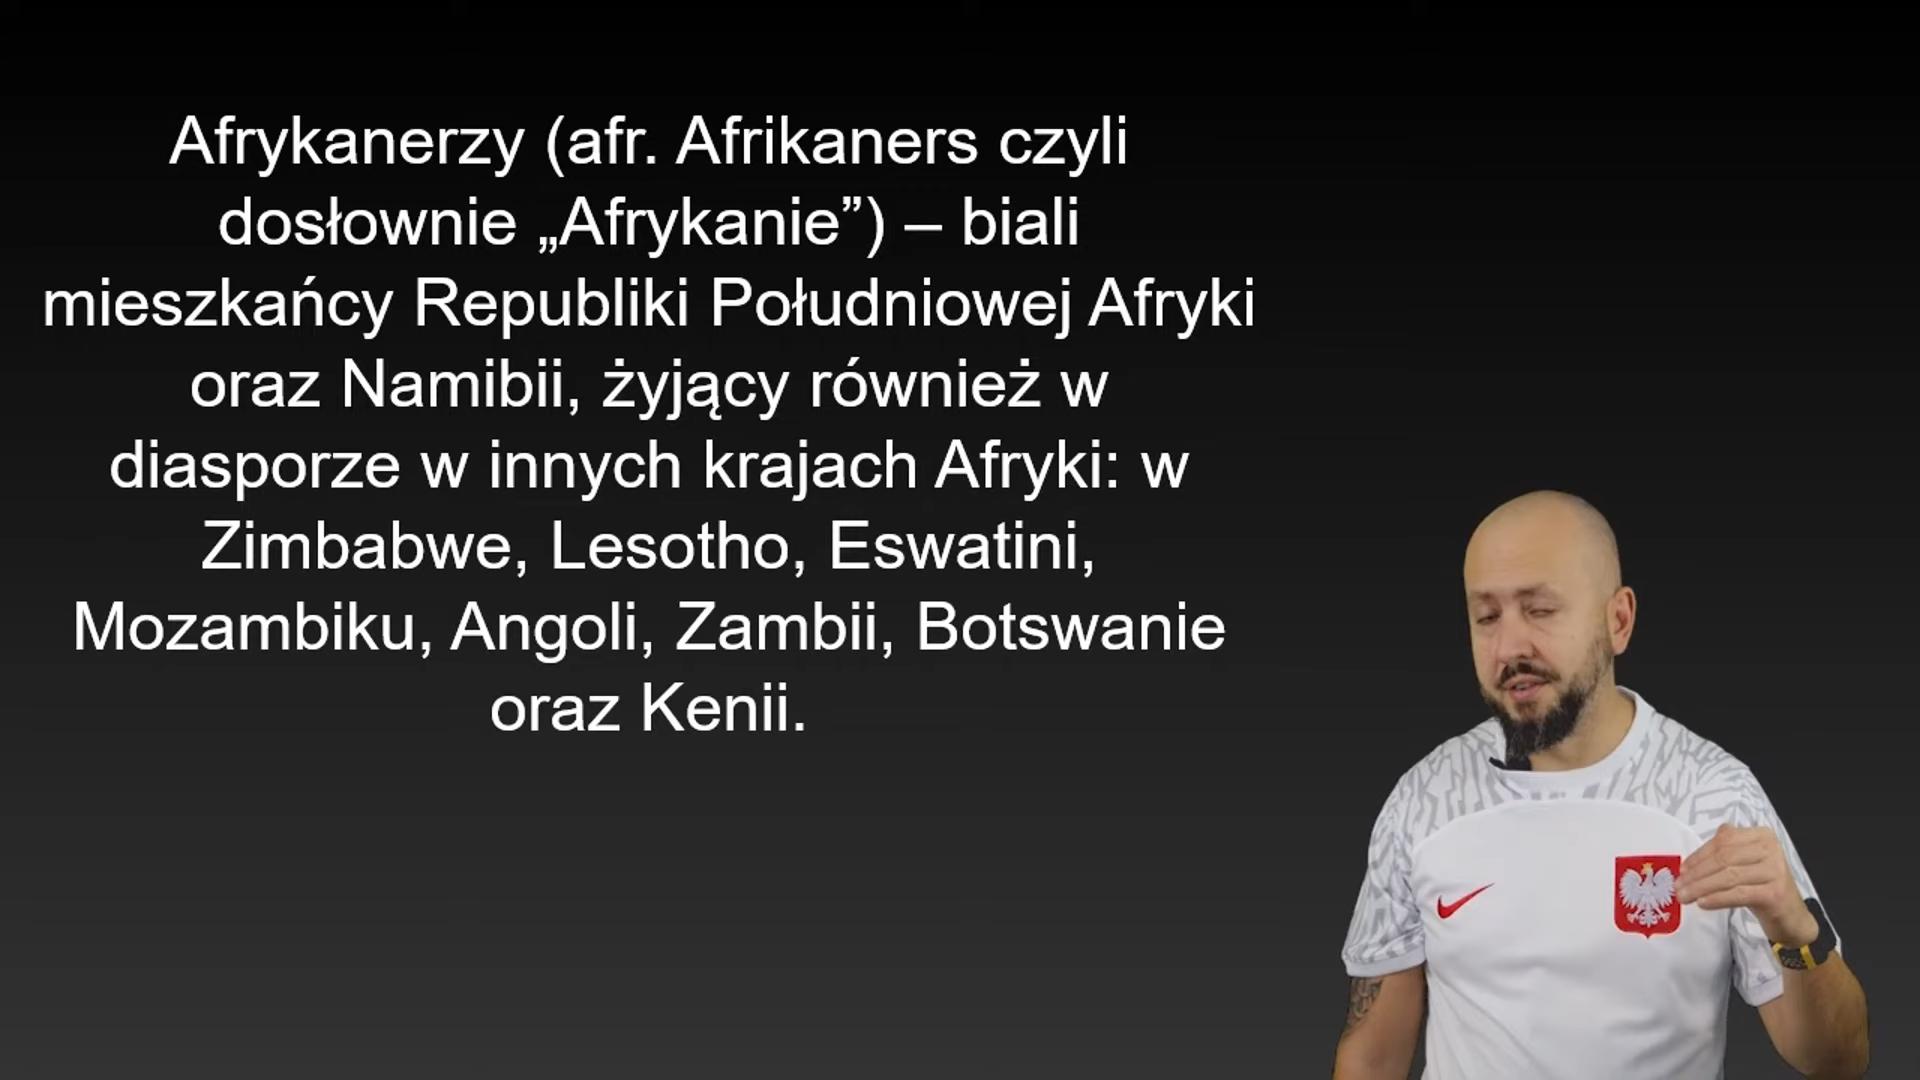 Afrykanerzy (afr. Afrikaners czyli
dosłownie „Afrykanie”) – biali
mieszkańcy Republiki Południowej Afryki
oraz Namibii, żyjący również w
diasporze w innych krajach Afryki: w
Zimbabwe, Lesotho, Eswatini,
Mozambiku, Angoli, Zambii, Botswanie
oraz Kenii.